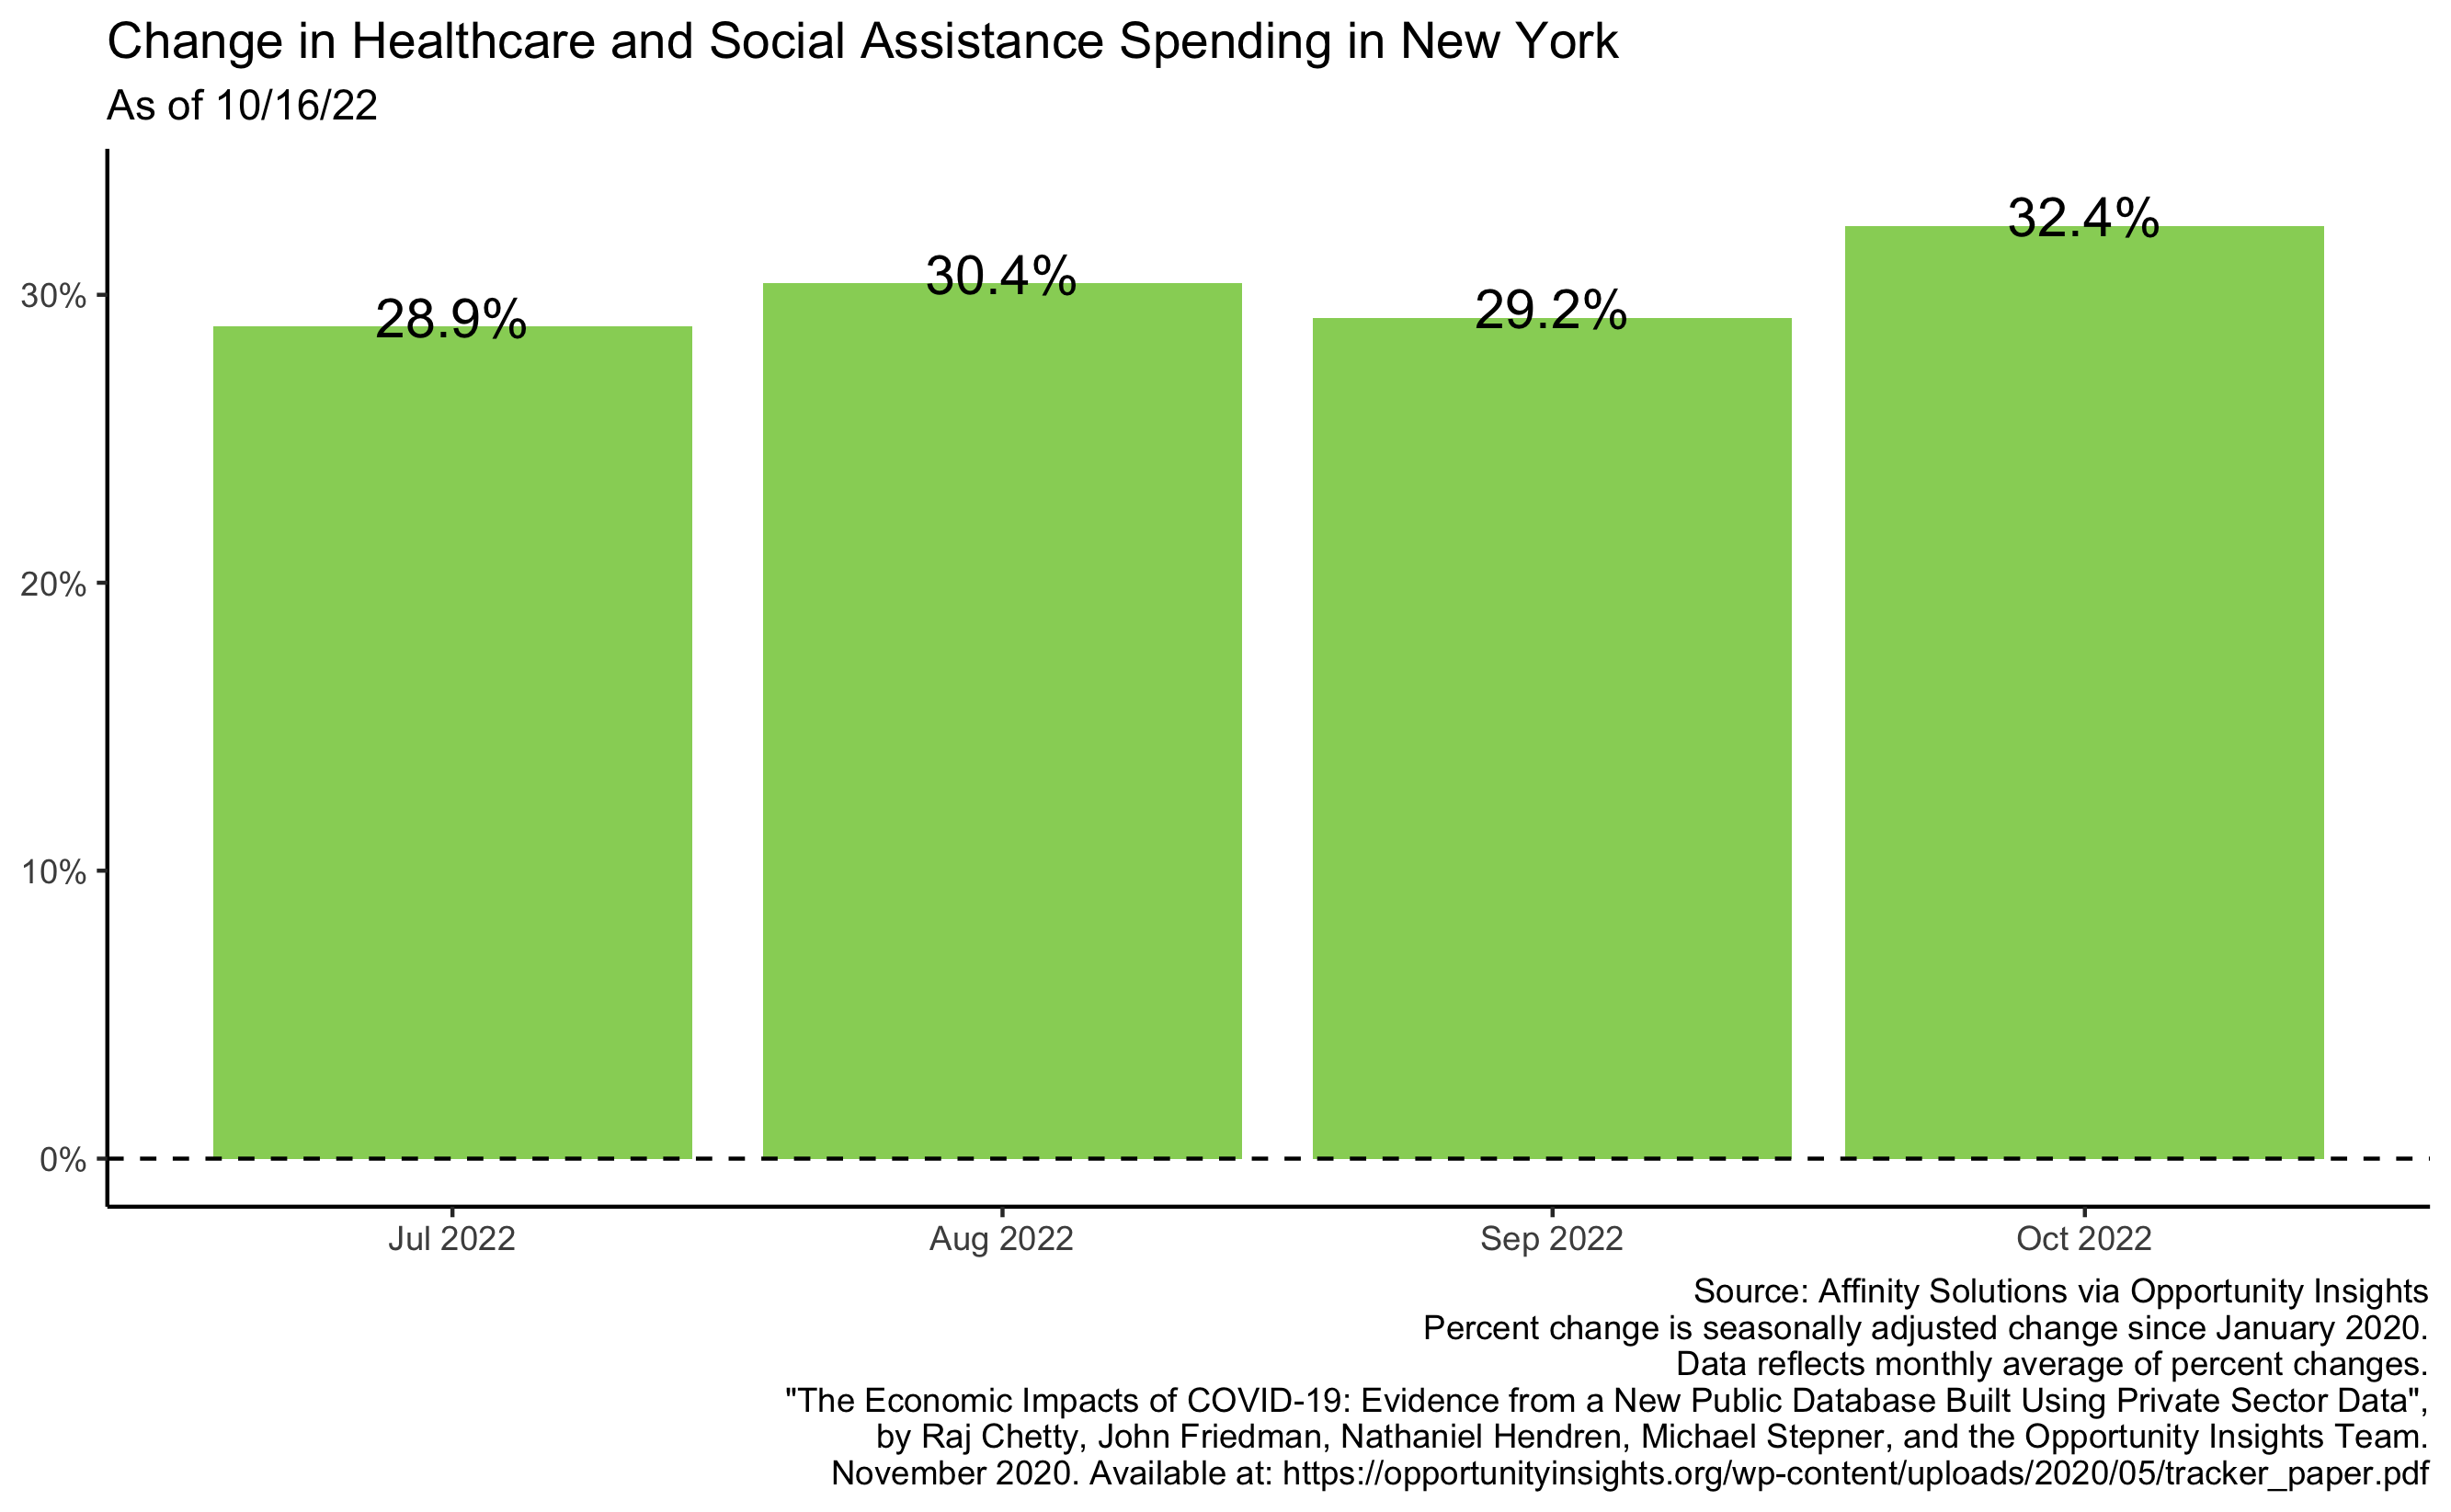 Change in Healthcare and Social Assistance Spending in New York
As of 10/16/22
32.4%
30.4%
29.2%
28.9%
30%
20%
10%
0%
Jul 2022
Aug 2022
Sep 2022
Oct 2022
Source: Affinity Solutions via Opportunity Insights
Percent change is seasonally adjusted change since January 2020.
Data reflects monthly average of percent changes.
"The Economic Impacts of COVID-19: Evidence from a New Public Database Built Using Private Sector Data",
by Raj Chetty, John Friedman, Nathaniel Hendren, Michael Stepner, and the Opportunity Insights Team.
November 2020. Available at: https://opportunityinsights.org/wp-content/uploads/2020/05/tracker_paper.pdf